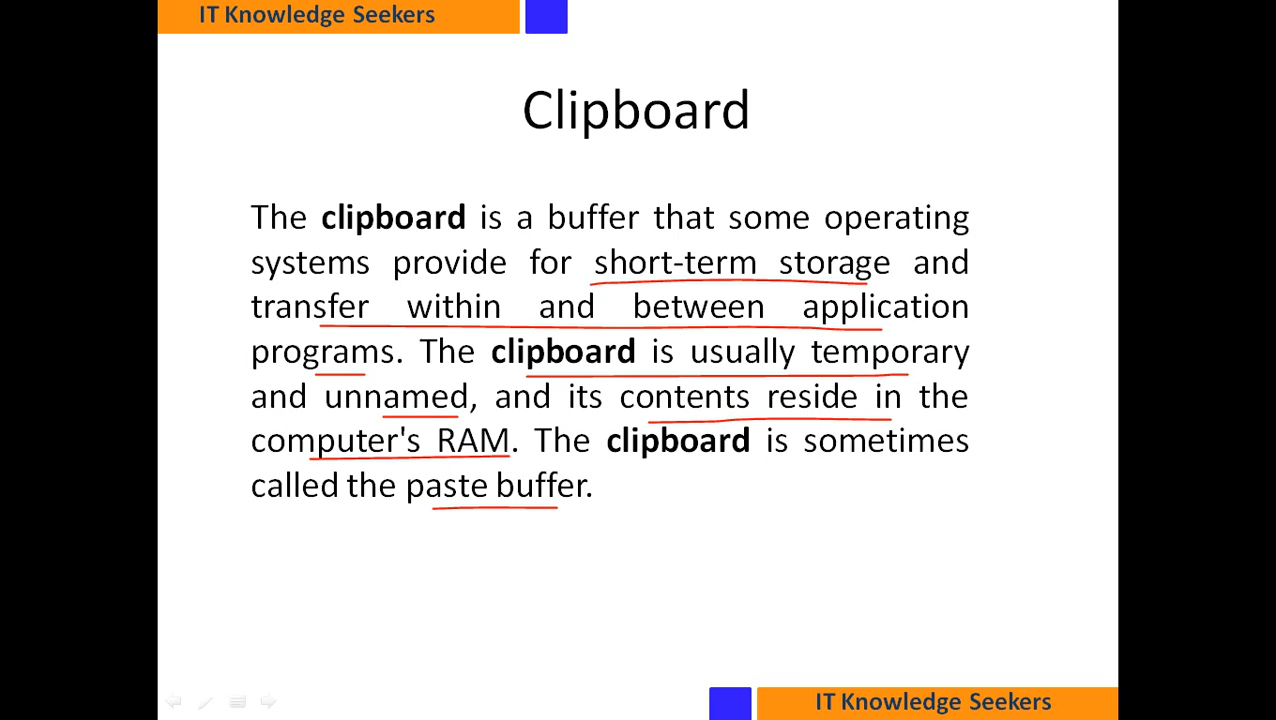 IT Knowledge Seekers
Clipboard
The clipboard is a buffer that some operating
systems provide for short-term storage and
transfer within and between application
programs. The clipboard is usually temporary
and unnamed, and its contents reside in the
computer's RAM. The clipboard is sometimes
called the paste buffer.
IT Knowledge Seekers